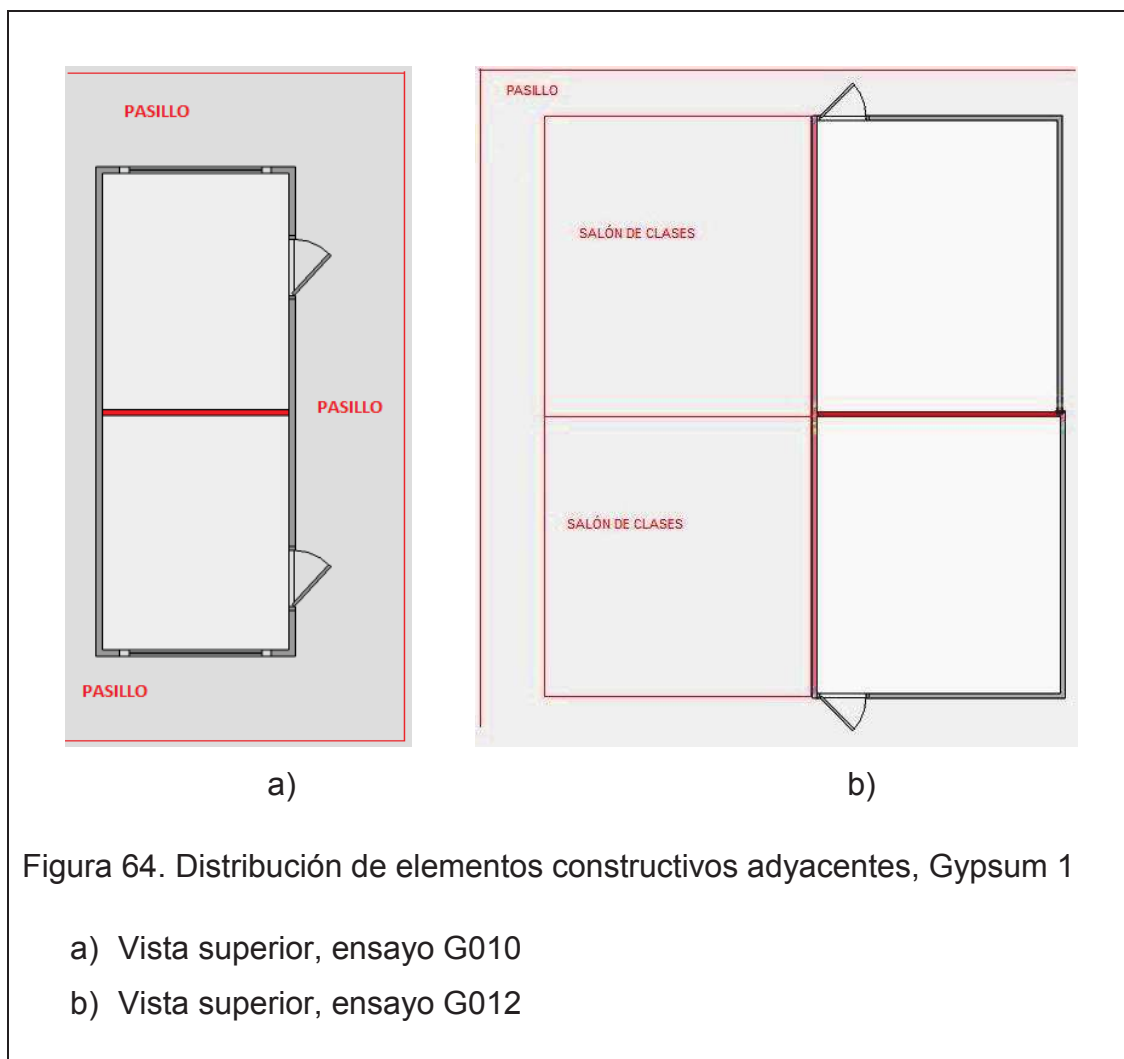 PASILLO
PASILLO
PASILLO
PASILLO
SALÓN DE CLASES
SALÓN DE CLASES
a)
b)
Figura 64. Distribución de elementos constructivos adyacentes, Gypsum 1
a) Vista superior, ensayo G010
b) Vista superior, ensayo G012